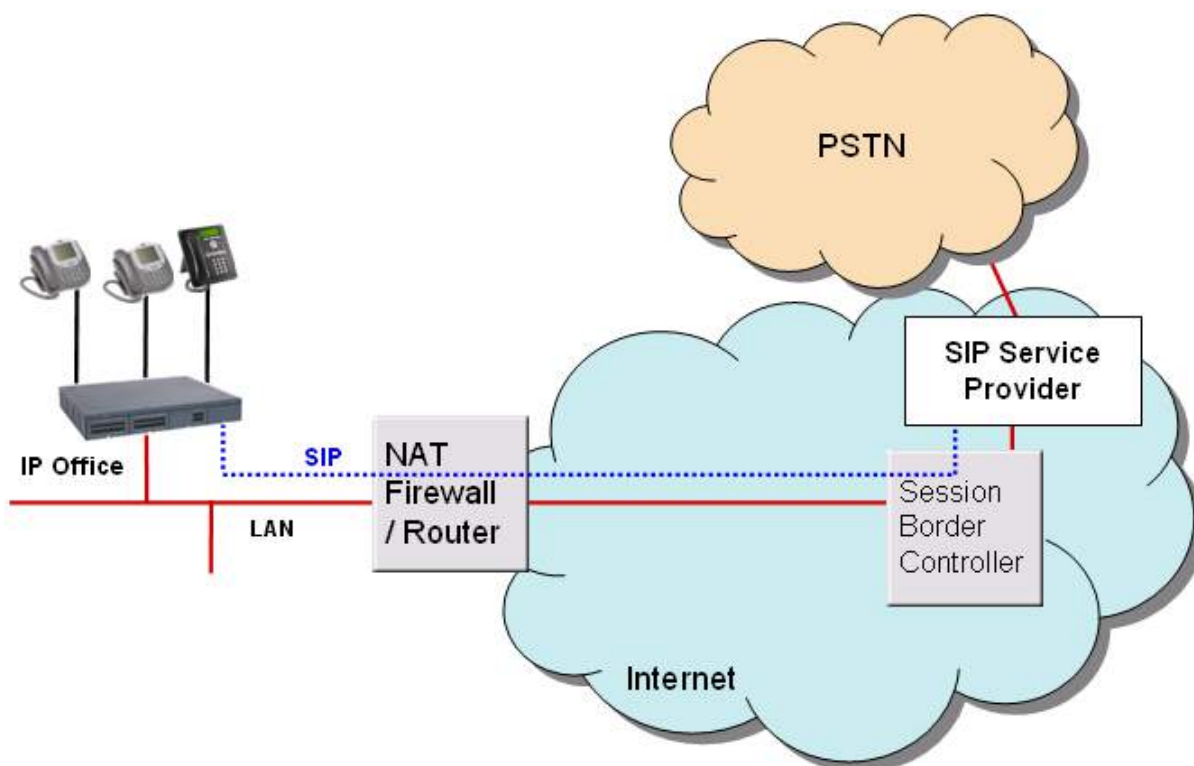 PSTN
SIP Service
Provider
IP Office
SIP
NAT
Firewall
/ Router
LAN
Session
Border
Controller
Internet